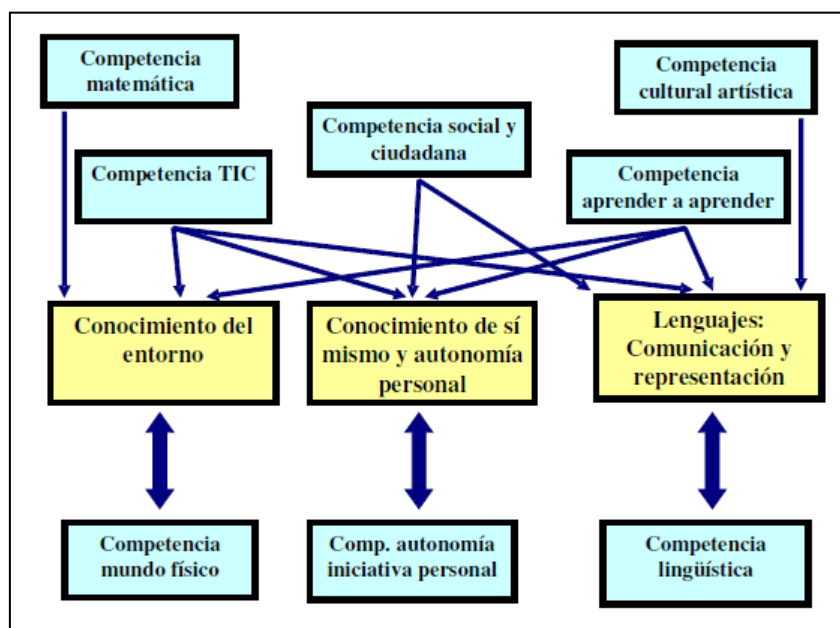 Competencia
matemática
Competencia
cultural artística
Competencia social y
ciudadana
Competencia TIC
Competencia
aprender a aprender
Conocimiento del
entorno
Conocimiento de sí
mismo y autonomía
personal
Lenguajes:
Comunicación y
representación
Competencia
mundo físico
Comp. autonomía
iniciativa personal
Competencia
lingüística